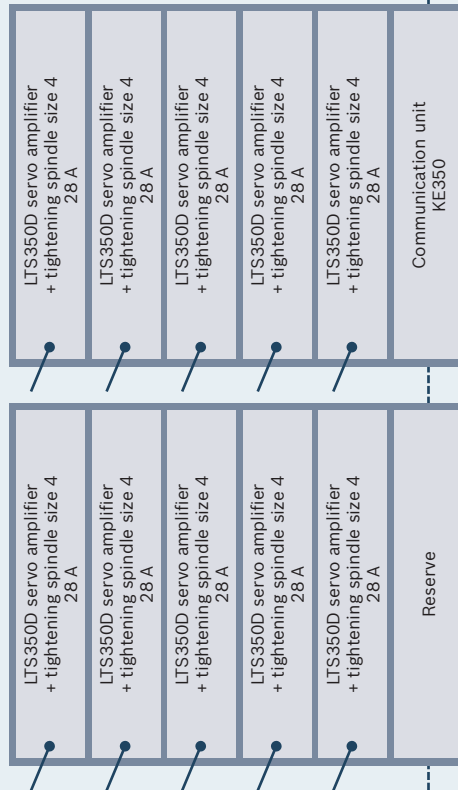 LTS350D servo amplifier
+ tightening spindle size 4
28 A
LTS350D servo amplifier
+ tightening spindle size 4
28 A
LTS350D servo amplifier
+ tightening spindle size 4
28 A
LTS350D servo amplifier
+ tightening spindle size 4
28 A
LTS350D servo amplifier
+ tightening spindle size 4
28 A
Communication unit
KE350
LTS350D servo amplifier
+ tightening spindle size 4
28 A
LTS350D servo amplifier
+ tightening spindle size 4
28 A
LTS350D servo amplifier
+ tightening spindle size 4
28 A
LTS350D servo amplifier
+ tightening spindle size 4
28 A
LTS350D servo amplifier
+ tightening spindle size 4
28 A
Reserve